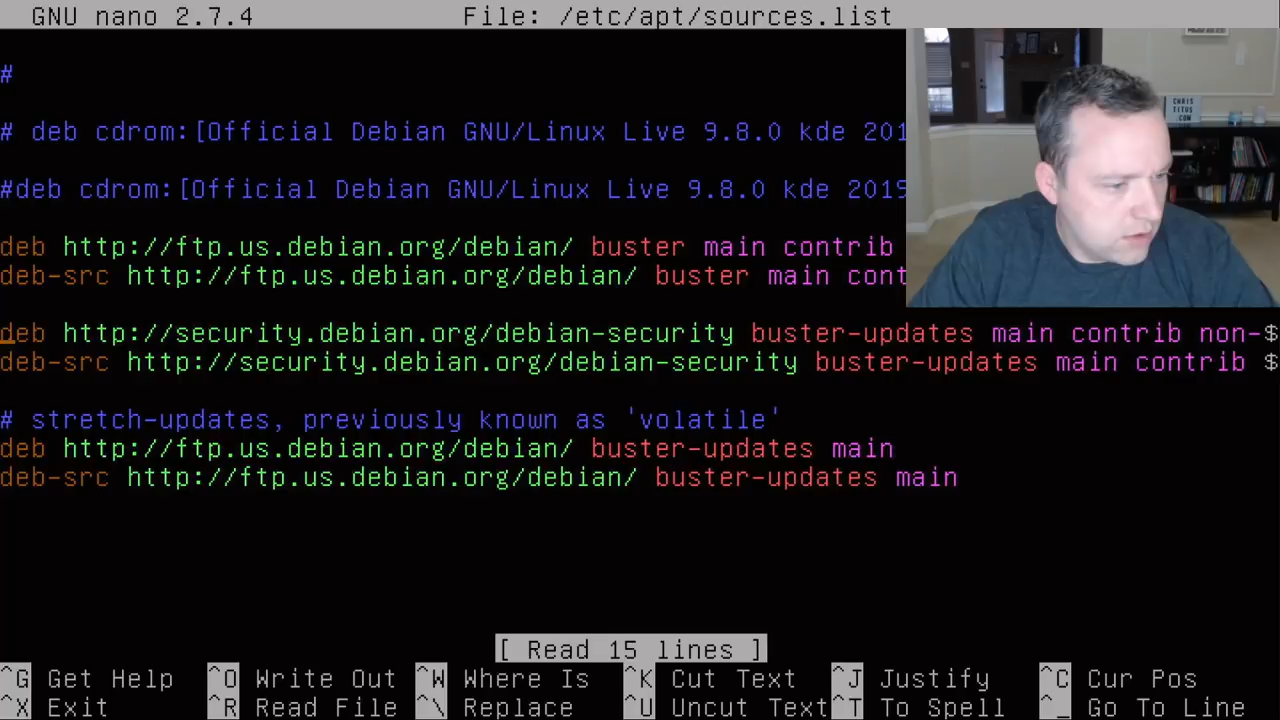 GNU nano 2.7.4 File: /etc/apt/sources.list
#
# deb cdrom:[Official Debian GNU/Linux Live 9.8.0 kde 201
#deb cdrom:[Official Debian GNU/Linux Live 9.8.0 kde 2019
deb http://ftp.us.debian.org/debian/ buster main contrib
deb-src http://ftp.us.debian.org/debian/ buster main cont
deb http://security.debian.org/debian-security buster-updates main contrib non-$
deb-src http://security.debian.org/debian-security buster-updates main contrib $
# stretch-updates, previously known as 'volatile'
deb http://ftp.us.debian.org/debian/ buster-updates main
deb-src http://ftp.us.debian.org/debian/ buster-updates main
[ Read 15 lines ]
^G Get Help ^O Write Out ^W Where Is ^K Cut Text ^J Justify ^C Cur Pos
^X Exit ^R Read File ^\ Replace ^U Uncut Text ^T To Spell ^_ Go To Line
CHRIS
TITUS
.COM